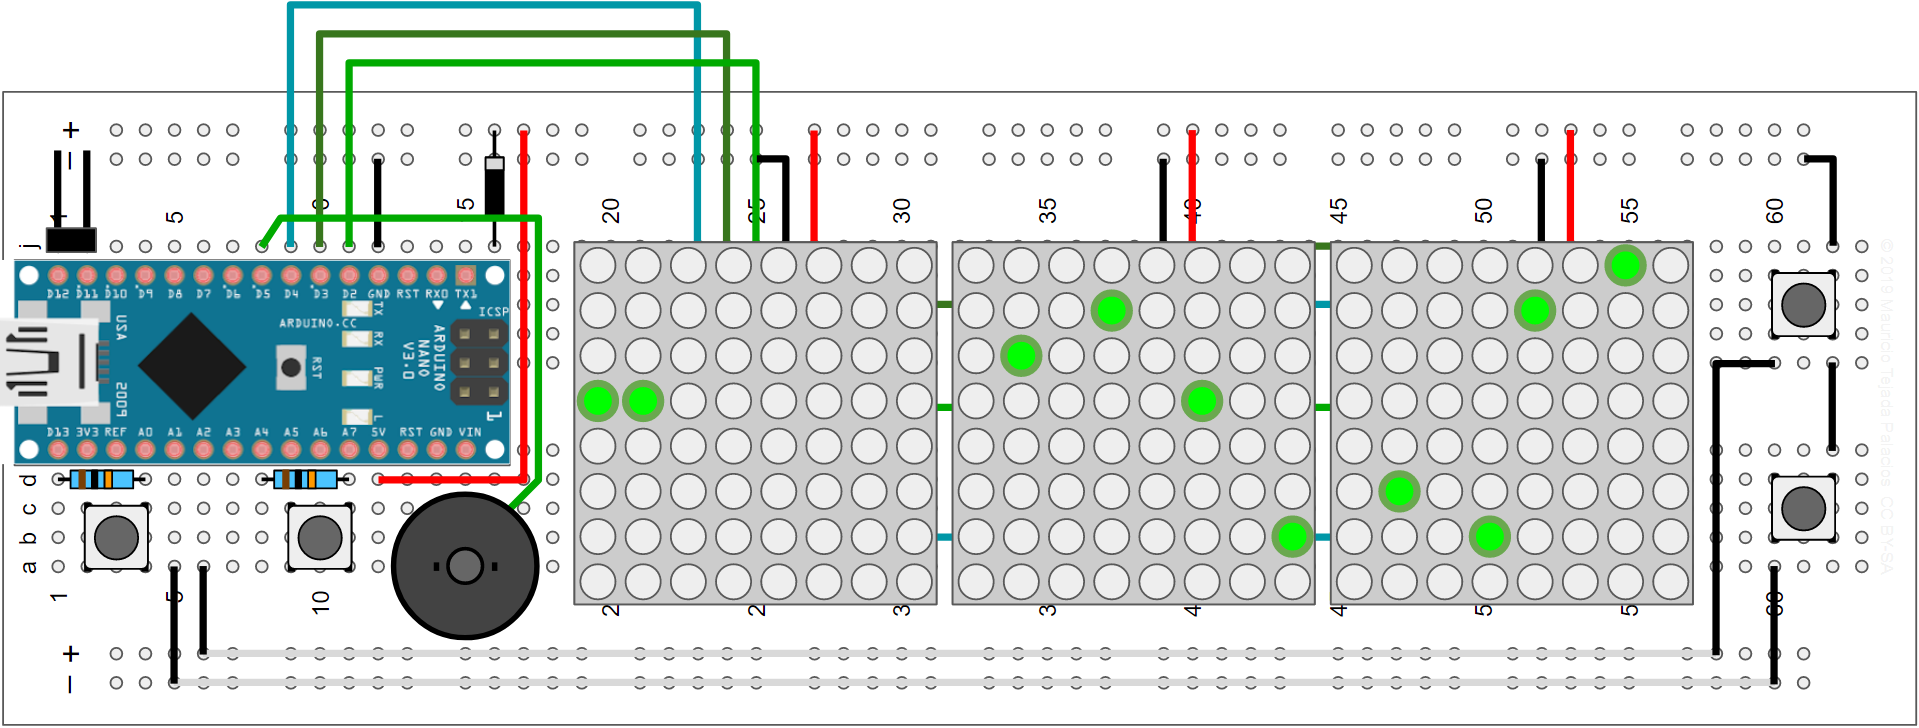 +
−
5 5 20 25 30 35 40 45 50 55 60
j
D12 D11 D10 D9 D8 D7 D6 D5 D4 D3 D2 GND RST RX0 TX1
TX
ICSP
USA
ARDUINO.CC
RX
ARDUINO
NANO
V3.0
RST
PWR
2009
L
1
D13 3V3 REF A0 A1 A2 A3 A4 A5 A6 A7 5V RST GND VIN
d
c
b
a
1 5 10 2 2 3 3 4 4 5 5 60
+
−
©2019 Mauricio Tejada Palacios CC BY-SA